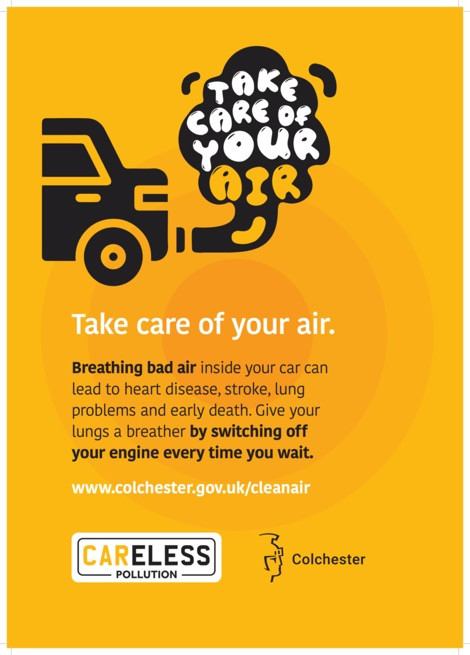 TAKE
CARE OF
YOUR
AIR
Take care of your air.
Breathing bad air inside your car can
lead to heart disease, stroke, lung
problems and early death. Give your
lungs a breather by switching off
your engine every time you wait.
www.colchester.gov.uk/cleanair
CARELESS
POLLUTION
Colchester